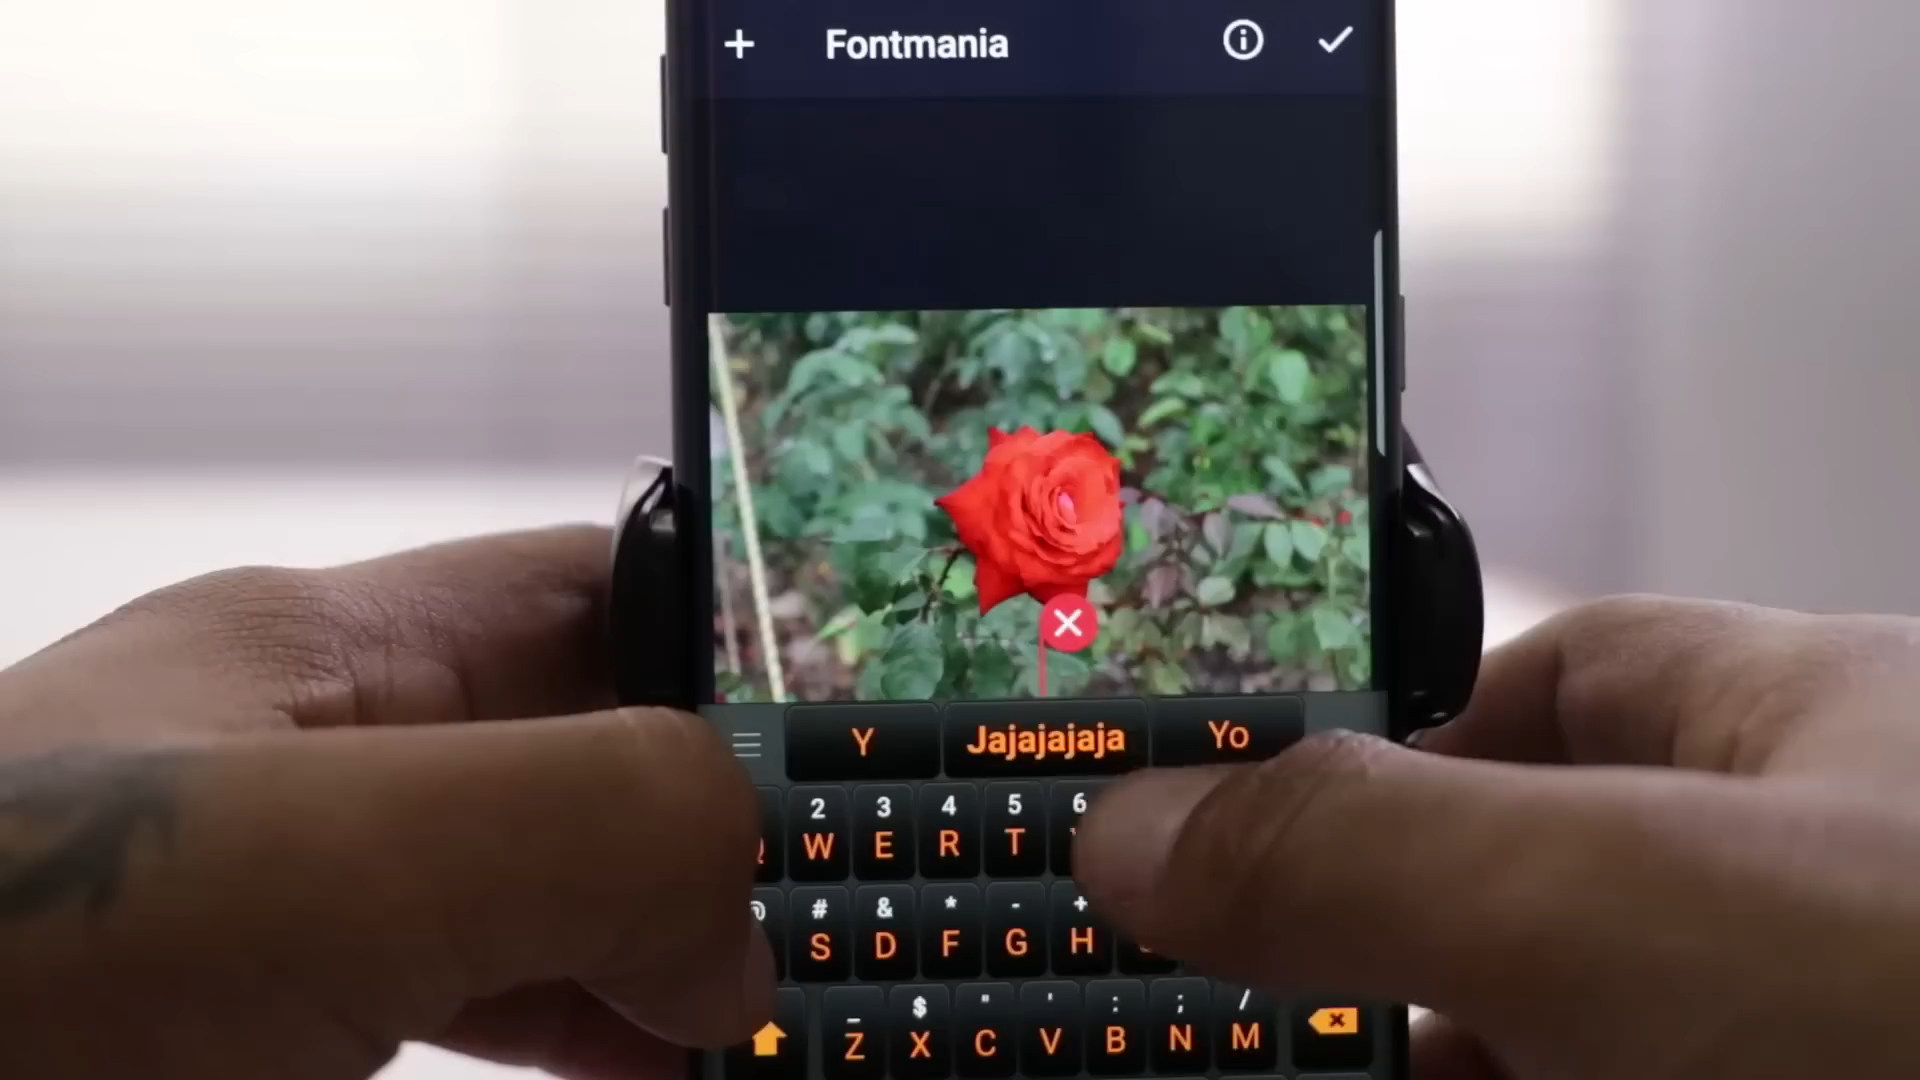 Fontmania
Y Jajajajaja Yo
2 3 4 5 6
W E R T
@ # & * - +
S D F G H
_ $ " ' : ; /
Z X C V B N M